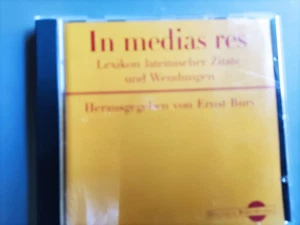 In medias res
Lexikon lateinischer Zitate
und Wendungen
Herausgegeben von Ernst Bury